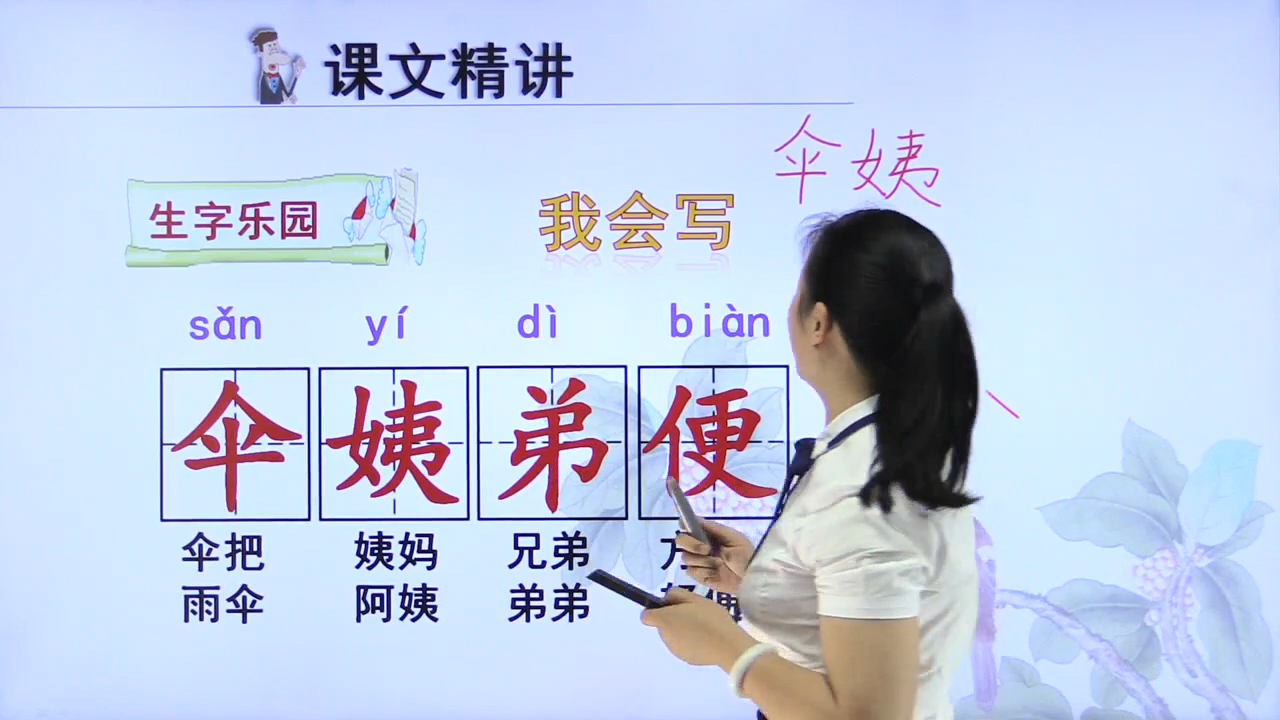 课文精讲
伞姨
生字乐园
我会写
sǎn yí dì biàn
伞 姨 弟 便
伞把 姨妈 兄弟
雨伞 阿姨 弟弟